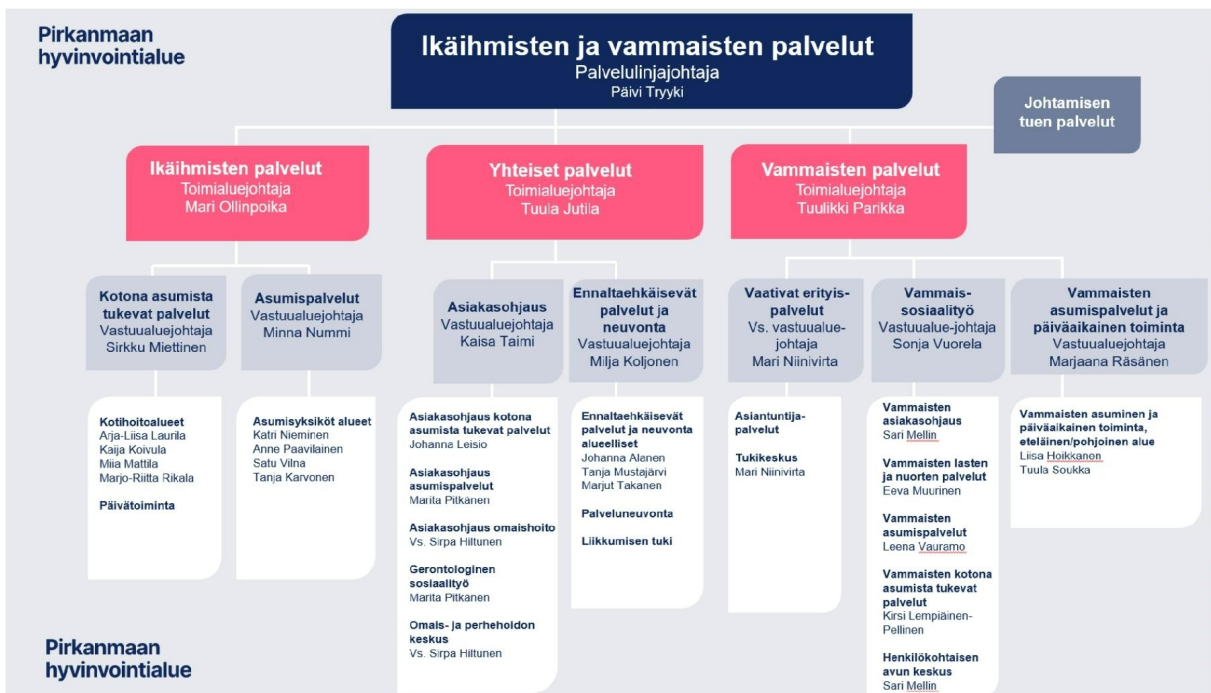 Pirkanmaan
hyvinvointialue
Ikäihmisten ja vammaisten palvelut
Palvelulinjajohtaja
Päivi Tryyki
Johtamisen
tuen palvelut
Ikäihmisten palvelut
Toimialuejohtaja
Mari Ollinpoika
Yhteiset palvelut
Toimialuejohtaja
Tuula Jutila
Vammaisten palvelut
Toimialuejohtaja
Tuulikki Parikka
Kotona asumista
tukevat palvelut
Vastuualuejohtaja
Sirkku Miettinen
Asumispalvelut
Vastuualuejohtaja
Minna Nummi
Asiakasohjaus
Vastuualuejohtaja
Kaisa Taimi
Ennaltaehkäisevät
palvelut ja
neuvonta
Vastuualuejohtaja
Milja Koljonen
Vaativat erityis-
palvelut
Vs. vastuualue-
johtaja
Mari Niinivirta
Vammais-
sosiaalityö
Vastuualue-johtaja
Sonja Vuorela
Vammaisten
asumispalvelut ja
päiväaikainen toiminta
Vastuualuejohtaja
Marjaana Räsänen
Kotihoitoalueet
Arja-Liisa Laurila
Kaija Koivula
Miia Mattila
Marjo-Riitta Rikala
Päivätoiminta
Asumisyksiköt alueet
Katri Nieminen
Anne Paavilainen
Satu Vilna
Tanja Karvonen
Asiakasohjaus kotona
asumista tukevat palvelut
Johanna Leisio
Asiakasohjaus
asumispalvelut
Marita Pitkänen
Asiakasohjaus omaishoito
Vs. Sirpa Hiltunen
Gerontologinen
sosiaalityö
Marita Pitkänen
Omais- ja perhehoidon
keskus
Vs. Sirpa Hiltunen
Ennaltaehkäisevät
palvelut ja neuvonta
alueelliset
Johanna Alanen
Tanja Mustajärvi
Marjut Takanen
Palveluneuvonta
Liikkumisen tuki
Asiantuntija-
palvelut
Tukikeskus
Mari Niinivirta
Vammaisten
asiakasohjaus
Sari Mellin
Vammaisten lasten
ja nuorten palvelut
Eeva Muurinen
Vammaisten
asumispalvelut
Leena Vauramo
Vammaisten kotona
asumista tukevat
palvelut
Kirsi Lempiäinen-
Pellinen
Henkilökohtaisen
avun keskus
Sari Mellin
Vammaisten asuminen ja
päiväaikainen toiminta,
eteläinen/pohjoinen alue
Liisa Hoikkanen
Tuula Soukka
Pirkanmaan
hyvinvointialue